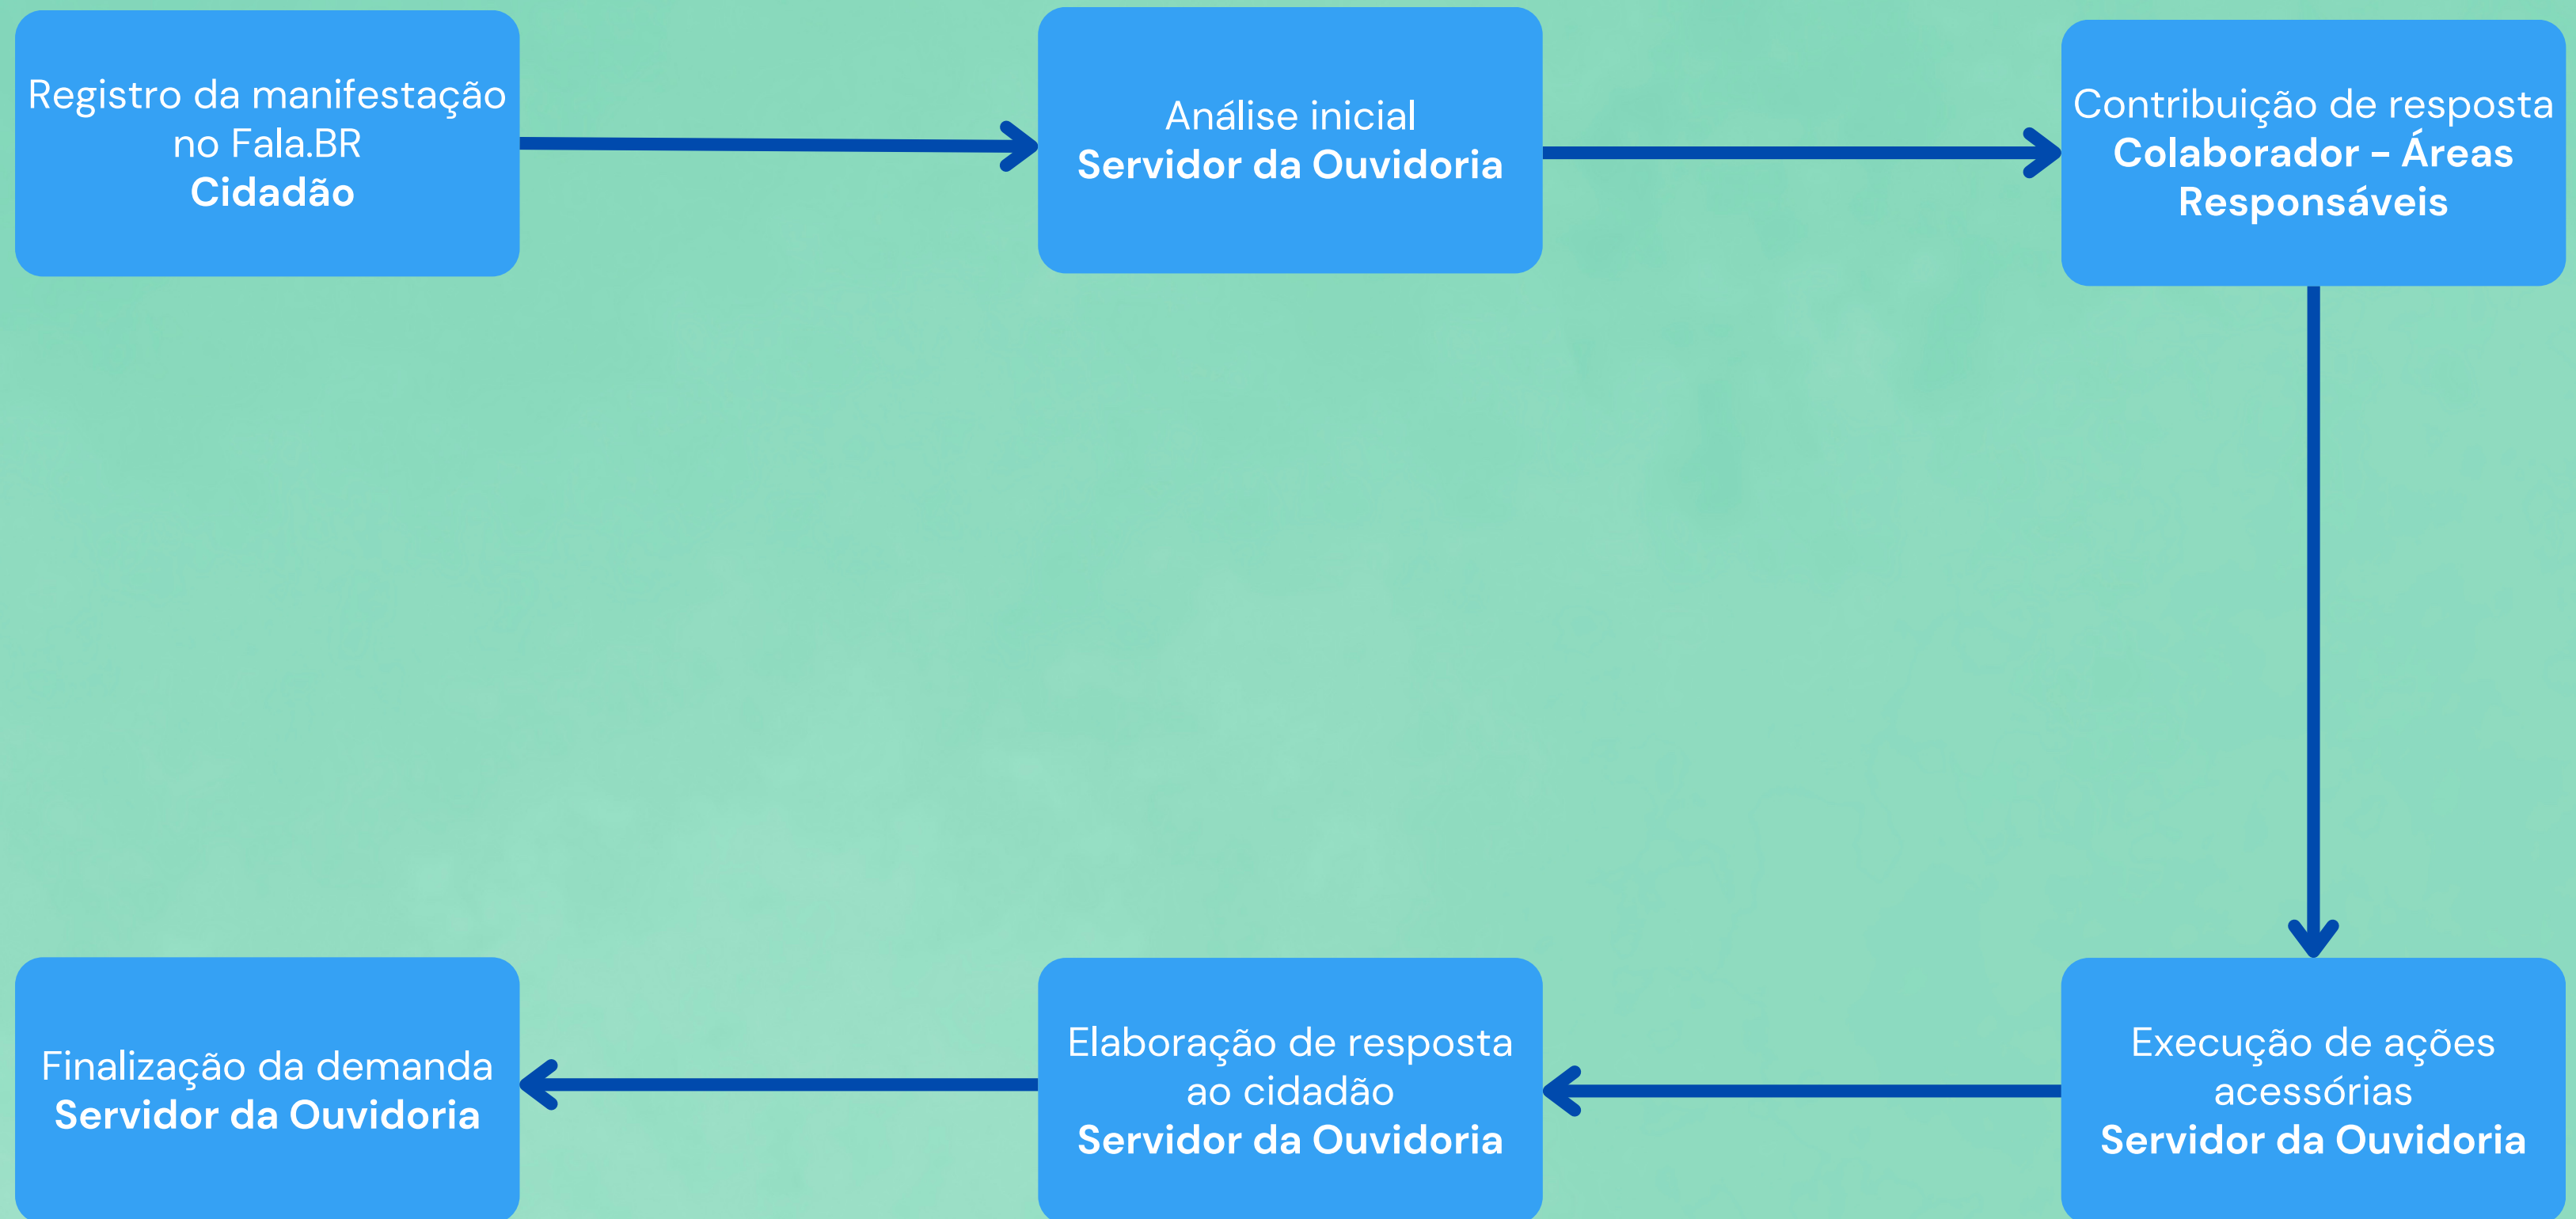 Registro da manifestação
no Fala.BR
Cidadão
Análise inicial
Servidor da Ouvidoria
Contribuição de resposta
Colaborador - Áreas
Responsáveis
Execução de ações
acessórias
Servidor da Ouvidoria
Elaboração de resposta
ao cidadão
Servidor da Ouvidoria
Finalização da demanda
Servidor da Ouvidoria